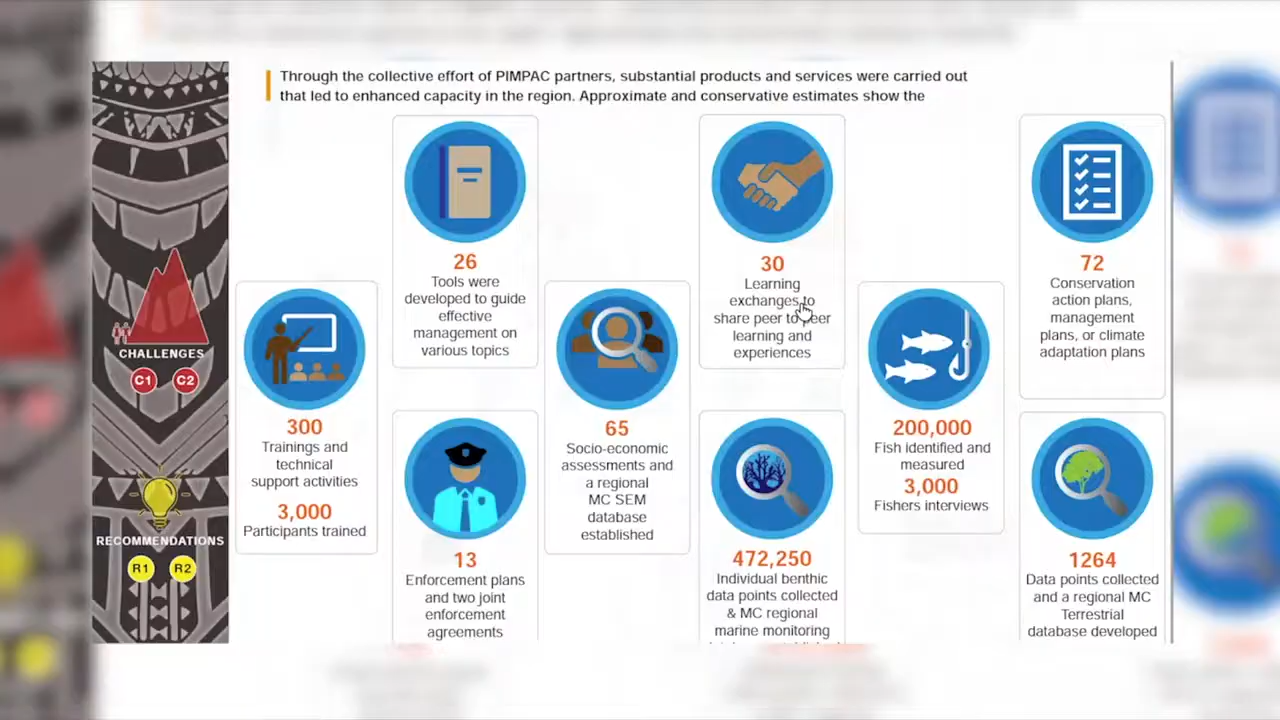 Through the collective effort of PIMPAC partners, substantial products and services were carried out
that led to enhanced capacity in the region. Approximate and conservative estimates show the
CHALLENGES
C1 C2
RECOMMENDATIONS
R1 R2
300
Trainings and
technical
support activities
3,000
Participants trained
26
Tools were
developed to guide
effective
management on
various topics
13
Enforcement plans
and two joint
enforcement
agreements
65
Socio-economic
assessments and
a regional
MC SEM
database
established
30
Learning
exchanges to
share peer to peer
learning and
experiences
472,250
Individual benthic
data points collected
& MC regional
marine monitoring
200,000
Fish identified and
measured
3,000
Fishers interviews
72
Conservation
action plans,
management
plans, or climate
adaptation plans
1264
Data points collected
and a regional MC
Terrestrial
database developed